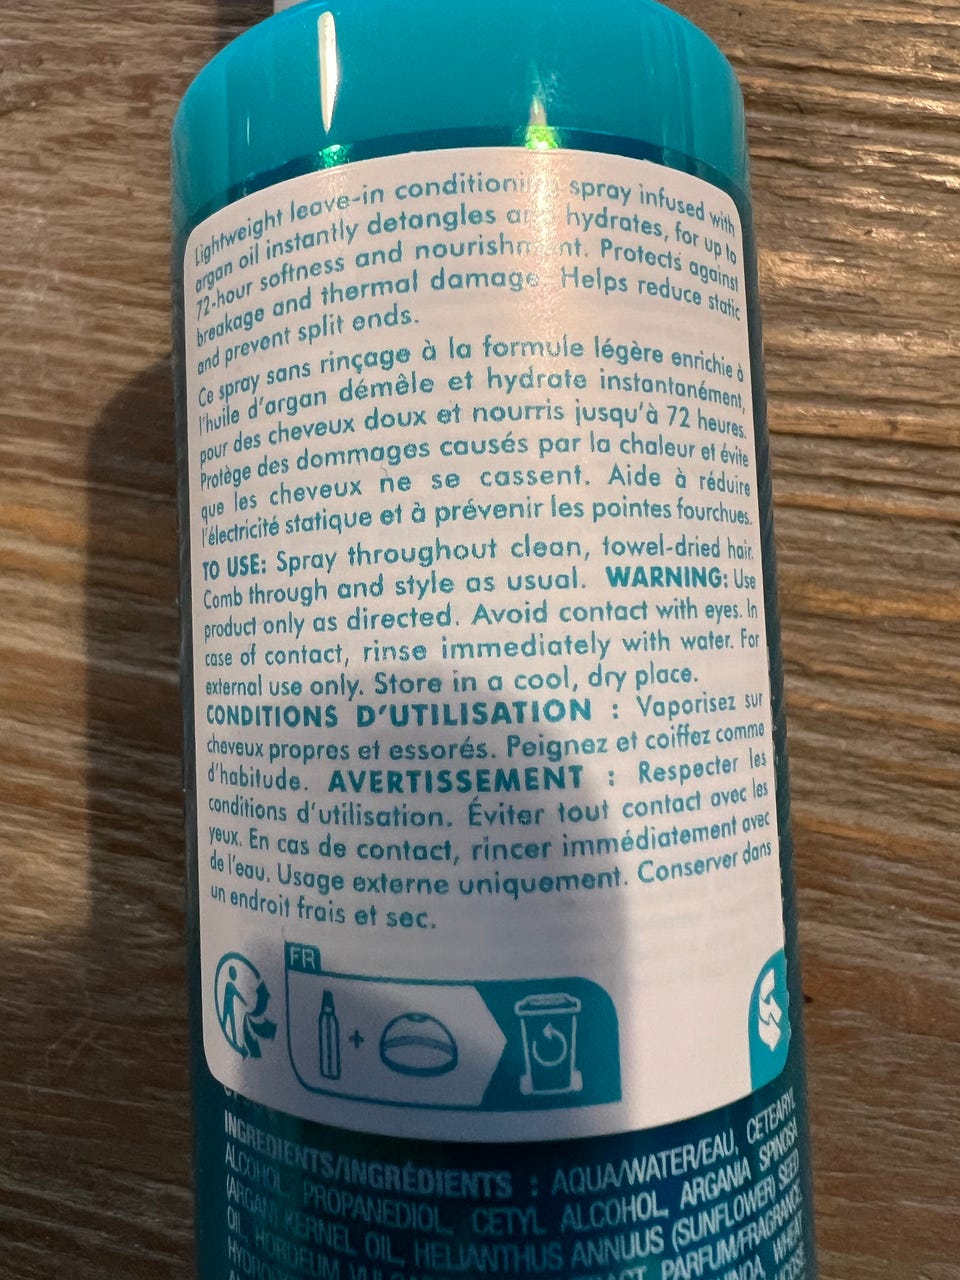 Lightweight leave-in spray infused with
argan oil instantly detangles hydrates, for up to
72-hour softness and nourishment. Protects against
breakage and thermal damage. Helps reduce static
and prevent split ends.
Ce spray sans rinçage à la formule légère enrichie à
l'huile d'argan démêle et hydrate instantanément,
pour des cheveux doux et nourris jusqu'à 72 heures.
Protège des dommages causés par la chaleur et évite
que les cheveux ne se cassent. Aide à réduire
l'électricité statique et à prévenir les pointes fourchues.
TO USE: Spray throughout clean, towel-dried hair.
Comb through and style as usual. WARNING: Use
product only as directed. Avoid contact with eyes. In
case of contact, rinse immediately with water. For
external use only. Store in a cool, dry place.
CONDITIONS D'UTILISATION : Vaporisez sur
cheveux propres et essorés. Peignez et coiffez comme
d'habitude. AVERTISSEMENT : Respecter les
conditions d'utilisation. Éviter tout contact avec les
yeux. En cas de contact, rincer immédiatement avec
de l'eau. Usage externe uniquement. Conserver dans
un endroit frais et sec.
FR
+
INGREDIENTS/INGRÉDIENTS : AQUA/WATER/EAU, CETEARYL
ALCOHOL, PROPANEDIOL, CETYL ALCOHOL, ARGANIA SPINOSA
(ARGAN) KERNEL OIL, HELIANTHUS ANNUUS (SUNFLOWER) SEED
OIL, HORDEUM PARFUM/FRAGRANCE
WHEAT